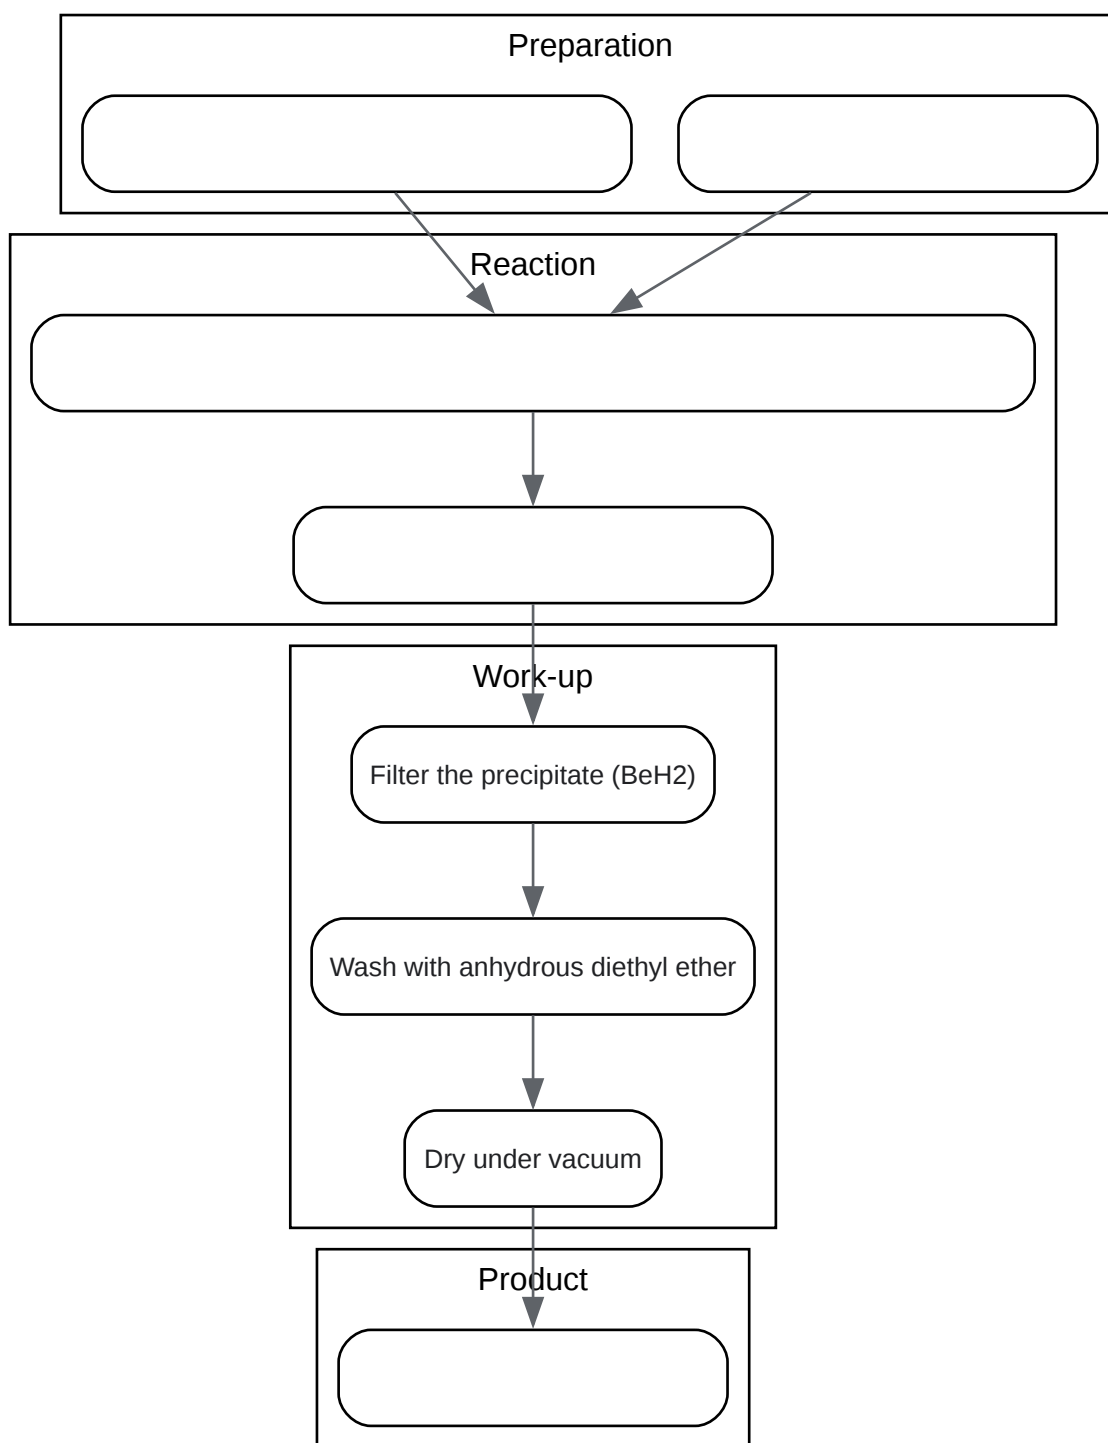 Preparation
Reaction
Work-up
Filter the precipitate (BeH2)
Wash with anhydrous diethyl ether
Dry under vacuum
Product